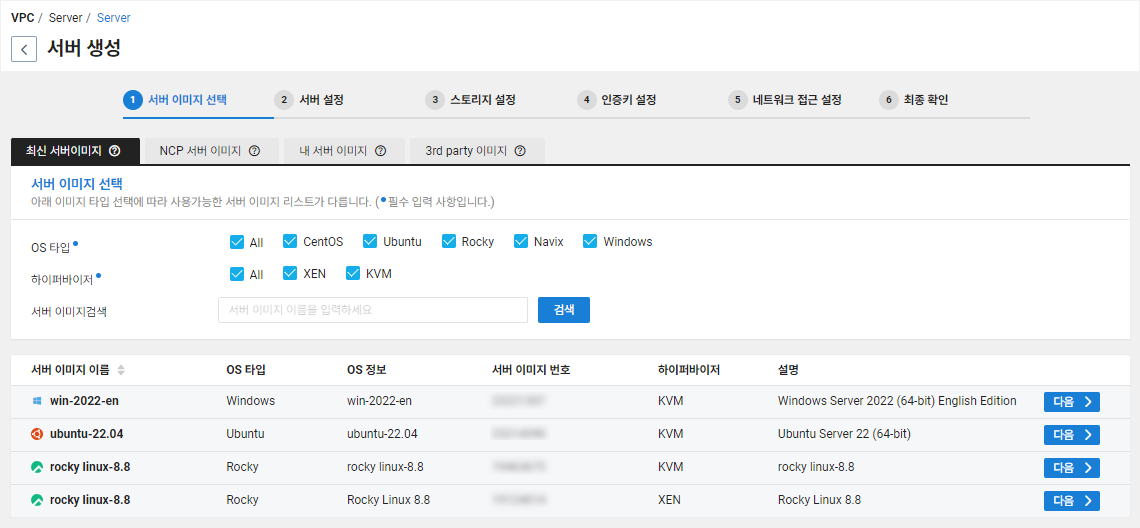 VPC / Server / Server
서버 생성
1 서버 이미지 선택 2 서버 설정 3 스토리지 설정 4 인증키 설정 5 네트워크 접근 설정 6 최종 확인
최신 서버이미지 NCP 서버 이미지 내 서버 이미지 3rd party 이미지
서버 이미지 선택
아래 이미지 타입 선택에 따라 사용가능한 서버 이미지 리스트가 다릅니다. (필수 입력 사항입니다.)
OS 타입 All CentOS Ubuntu Rocky Navix Windows
하이퍼바이저 All XEN KVM
서버 이미지검색 서버 이미지 이름을 입력하세요 검색
서버 이미지 이름 OS 타입 OS 정보 서버 이미지 번호 하이퍼바이저 설명
win-2022-en Windows win-2022-en KVM Windows Server 2022 (64-bit) English Edition 다음
ubuntu-22.04 Ubuntu ubuntu-22.04 KVM Ubuntu Server 22 (64-bit) 다음
rocky linux-8.8 Rocky rocky linux-8.8 KVM rocky linux-8.8 다음
rocky linux-8.8 Rocky Rocky Linux 8.8 XEN Rocky Linux 8.8 다음